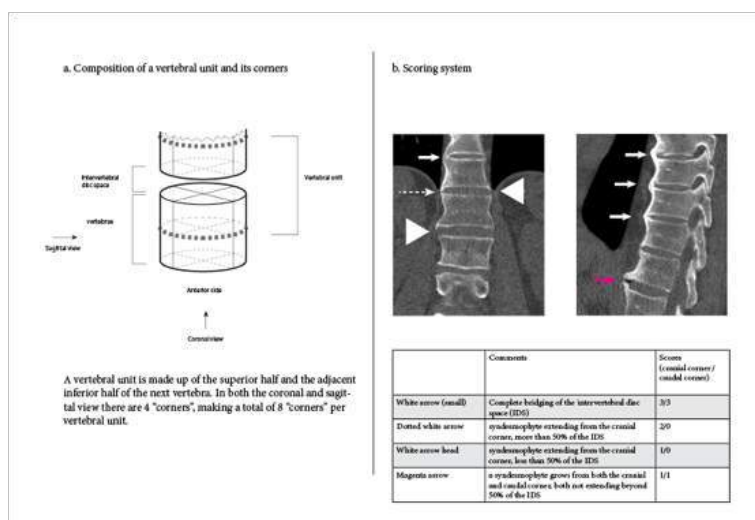 a. Composition of a vertebral unit and its corners
Intervertebral
disc space
Vertebral unit
vertebrae
Sagittal view
Anterior side
Coronal view
A vertebral unit is made up of the superior half and the adjacent
inferior half of the next vertebra. In both the coronal and sagit-
tal view there are 4 “corners”, making a total of 8 “corners” per
vertebral unit.
b. Scoring system
Comments
Scores
(cranial corner /
caudal corner)
White arrow (small)
Complete bridging of the intervertebral disc
space (IDS)
3/3
Dotted white arrow
syndesmophyte extending from the cranial
corner, more than 50% of the IDS
2/0
White arrow head
syndesmophyte extending from the cranial
corner, less than 50% of the IDS
1/0
Magenta arrow
a syndesmophyte grows from both the cranial
and caudal corner, both not extending beyond
50% of the IDS
1/1